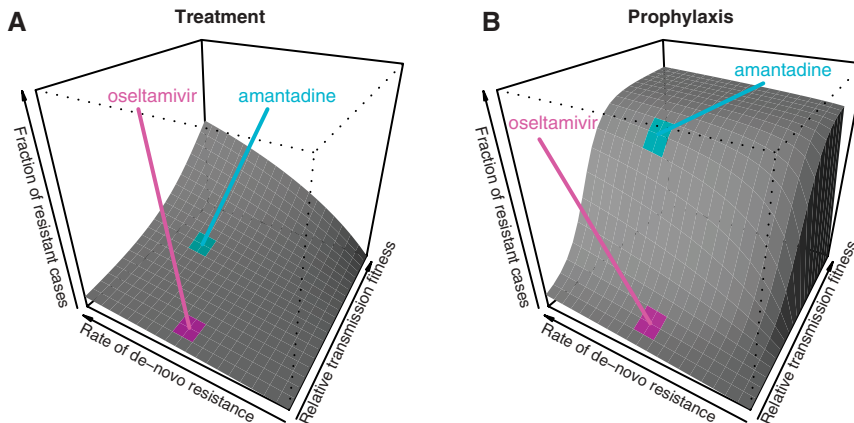 A
Treatment
oseltamivir
amantadine
Fraction of resistant cases
Rate of de–novo resistance
Relative transmission fitness
B
Prophylaxis
amantadine
oseltamivir
Fraction of resistant cases
Rate of de–novo resistance
Relative transmission fitness